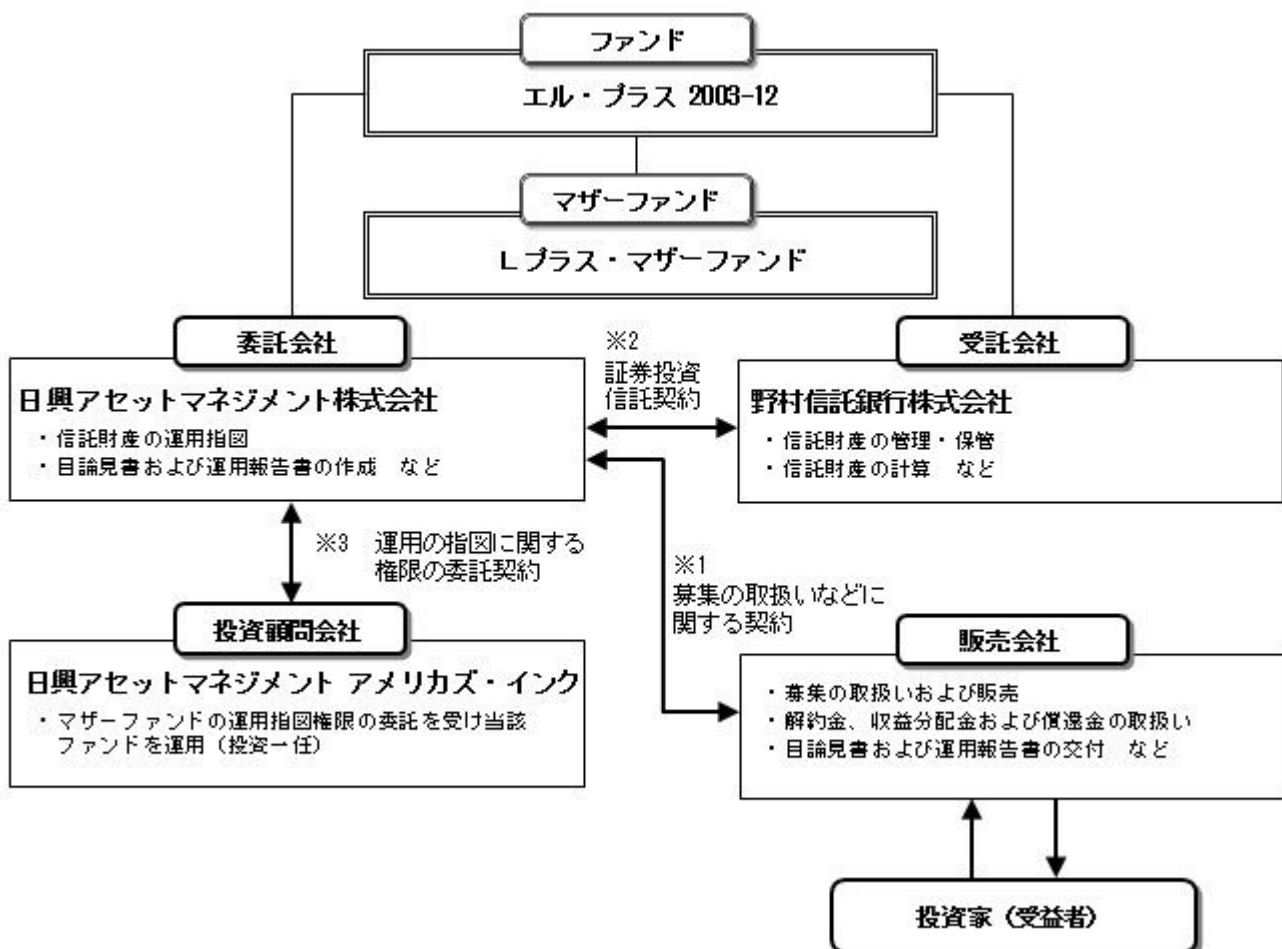 ファンド
エル・プラス 2003-12
マザーファンド
Lプラス・マザーファンド
委託会社
日興アセットマネジメント株式会社
・信託財産の運用指図
・目論見書および運用報告書の作成　など
※2
証券投資
信託契約
受託会社
野村信託銀行株式会社
・信託財産の管理・保管
・信託財産の計算　など
※3　運用の指図に関する
権限の委託契約
※1
募集の取扱いなどに
関する契約
投資顧問会社
日興アセットマネジメント アメリカズ・インク
・マザーファンドの運用指図権限の委託を受け当該
ファンドを運用（投資一任）
販売会社
・募集の取扱いおよび販売
・解約金、収益分配金および償還金の取扱い
・目論見書および運用報告書の交付　など
投資家（受益者）